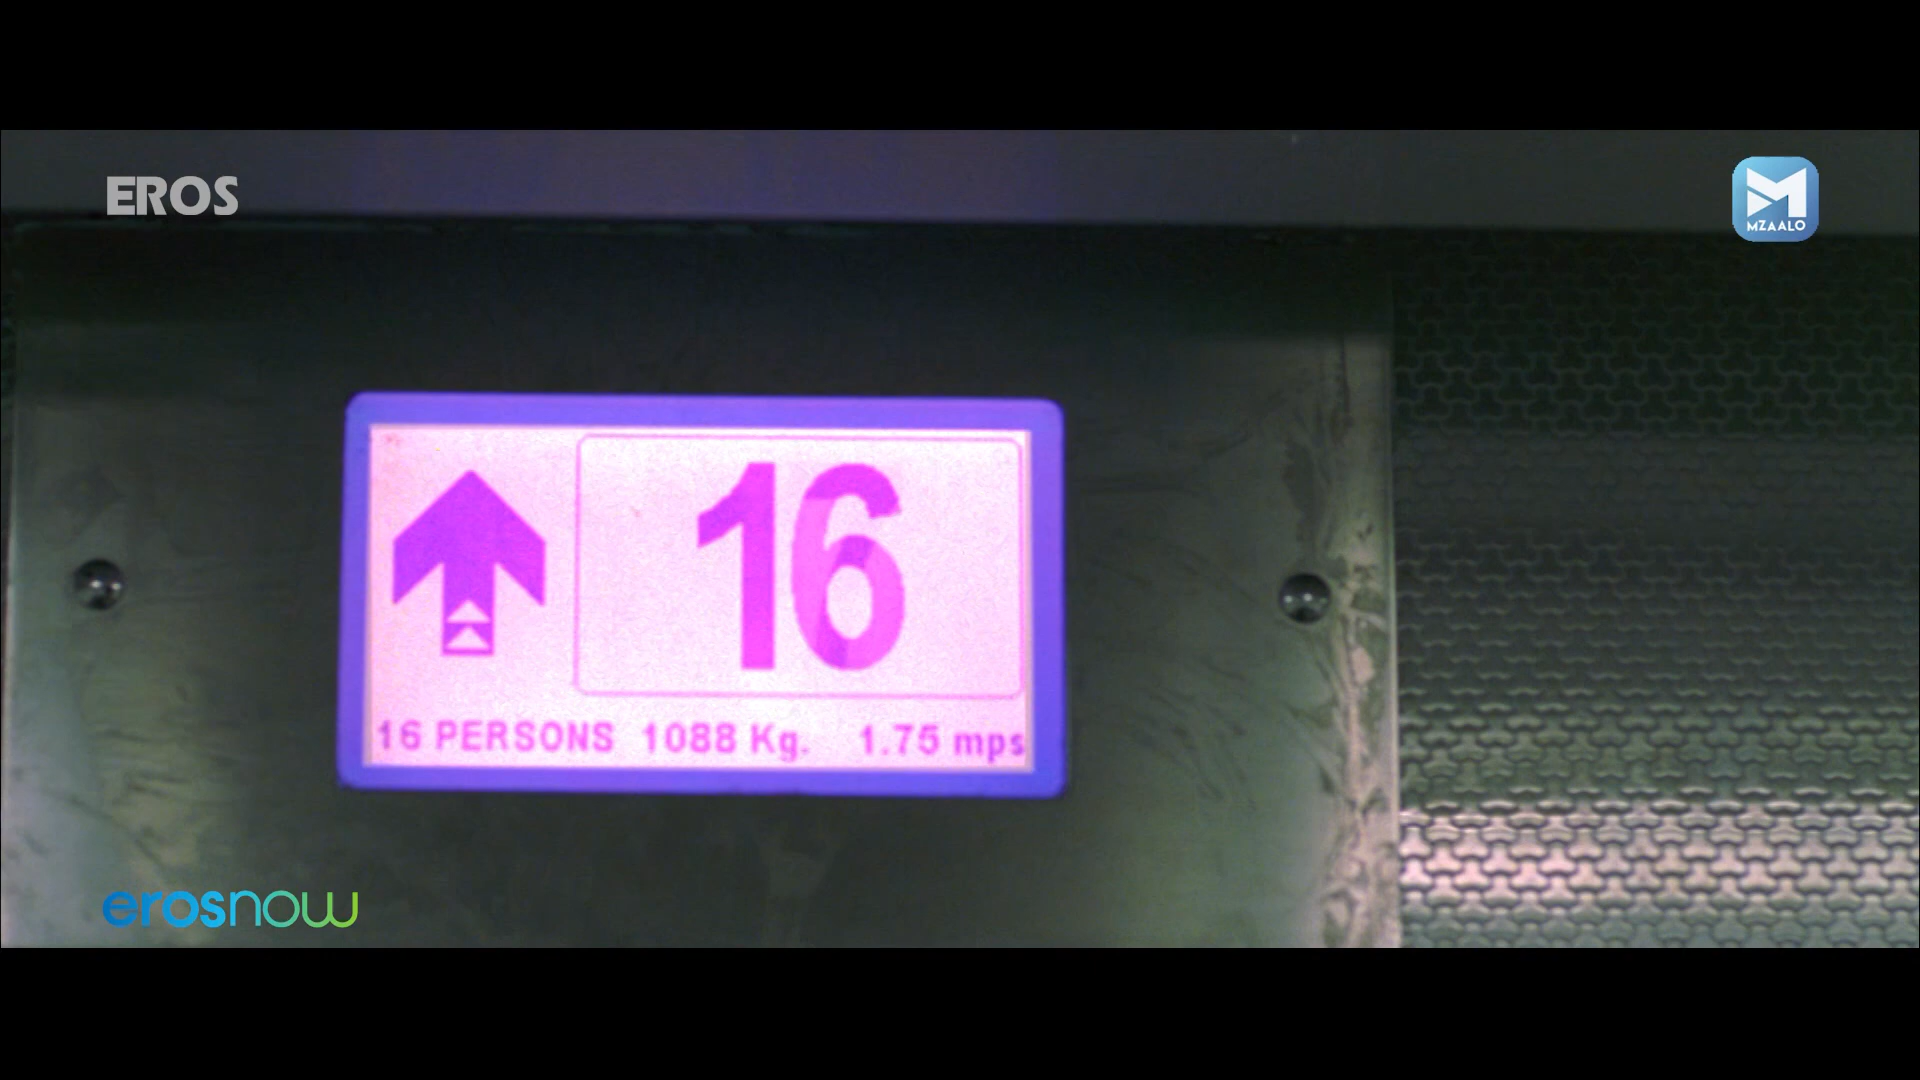 EROS
MZAALO
16
16 PERSONS 1088 Kg. 1.75 mps
erosnow